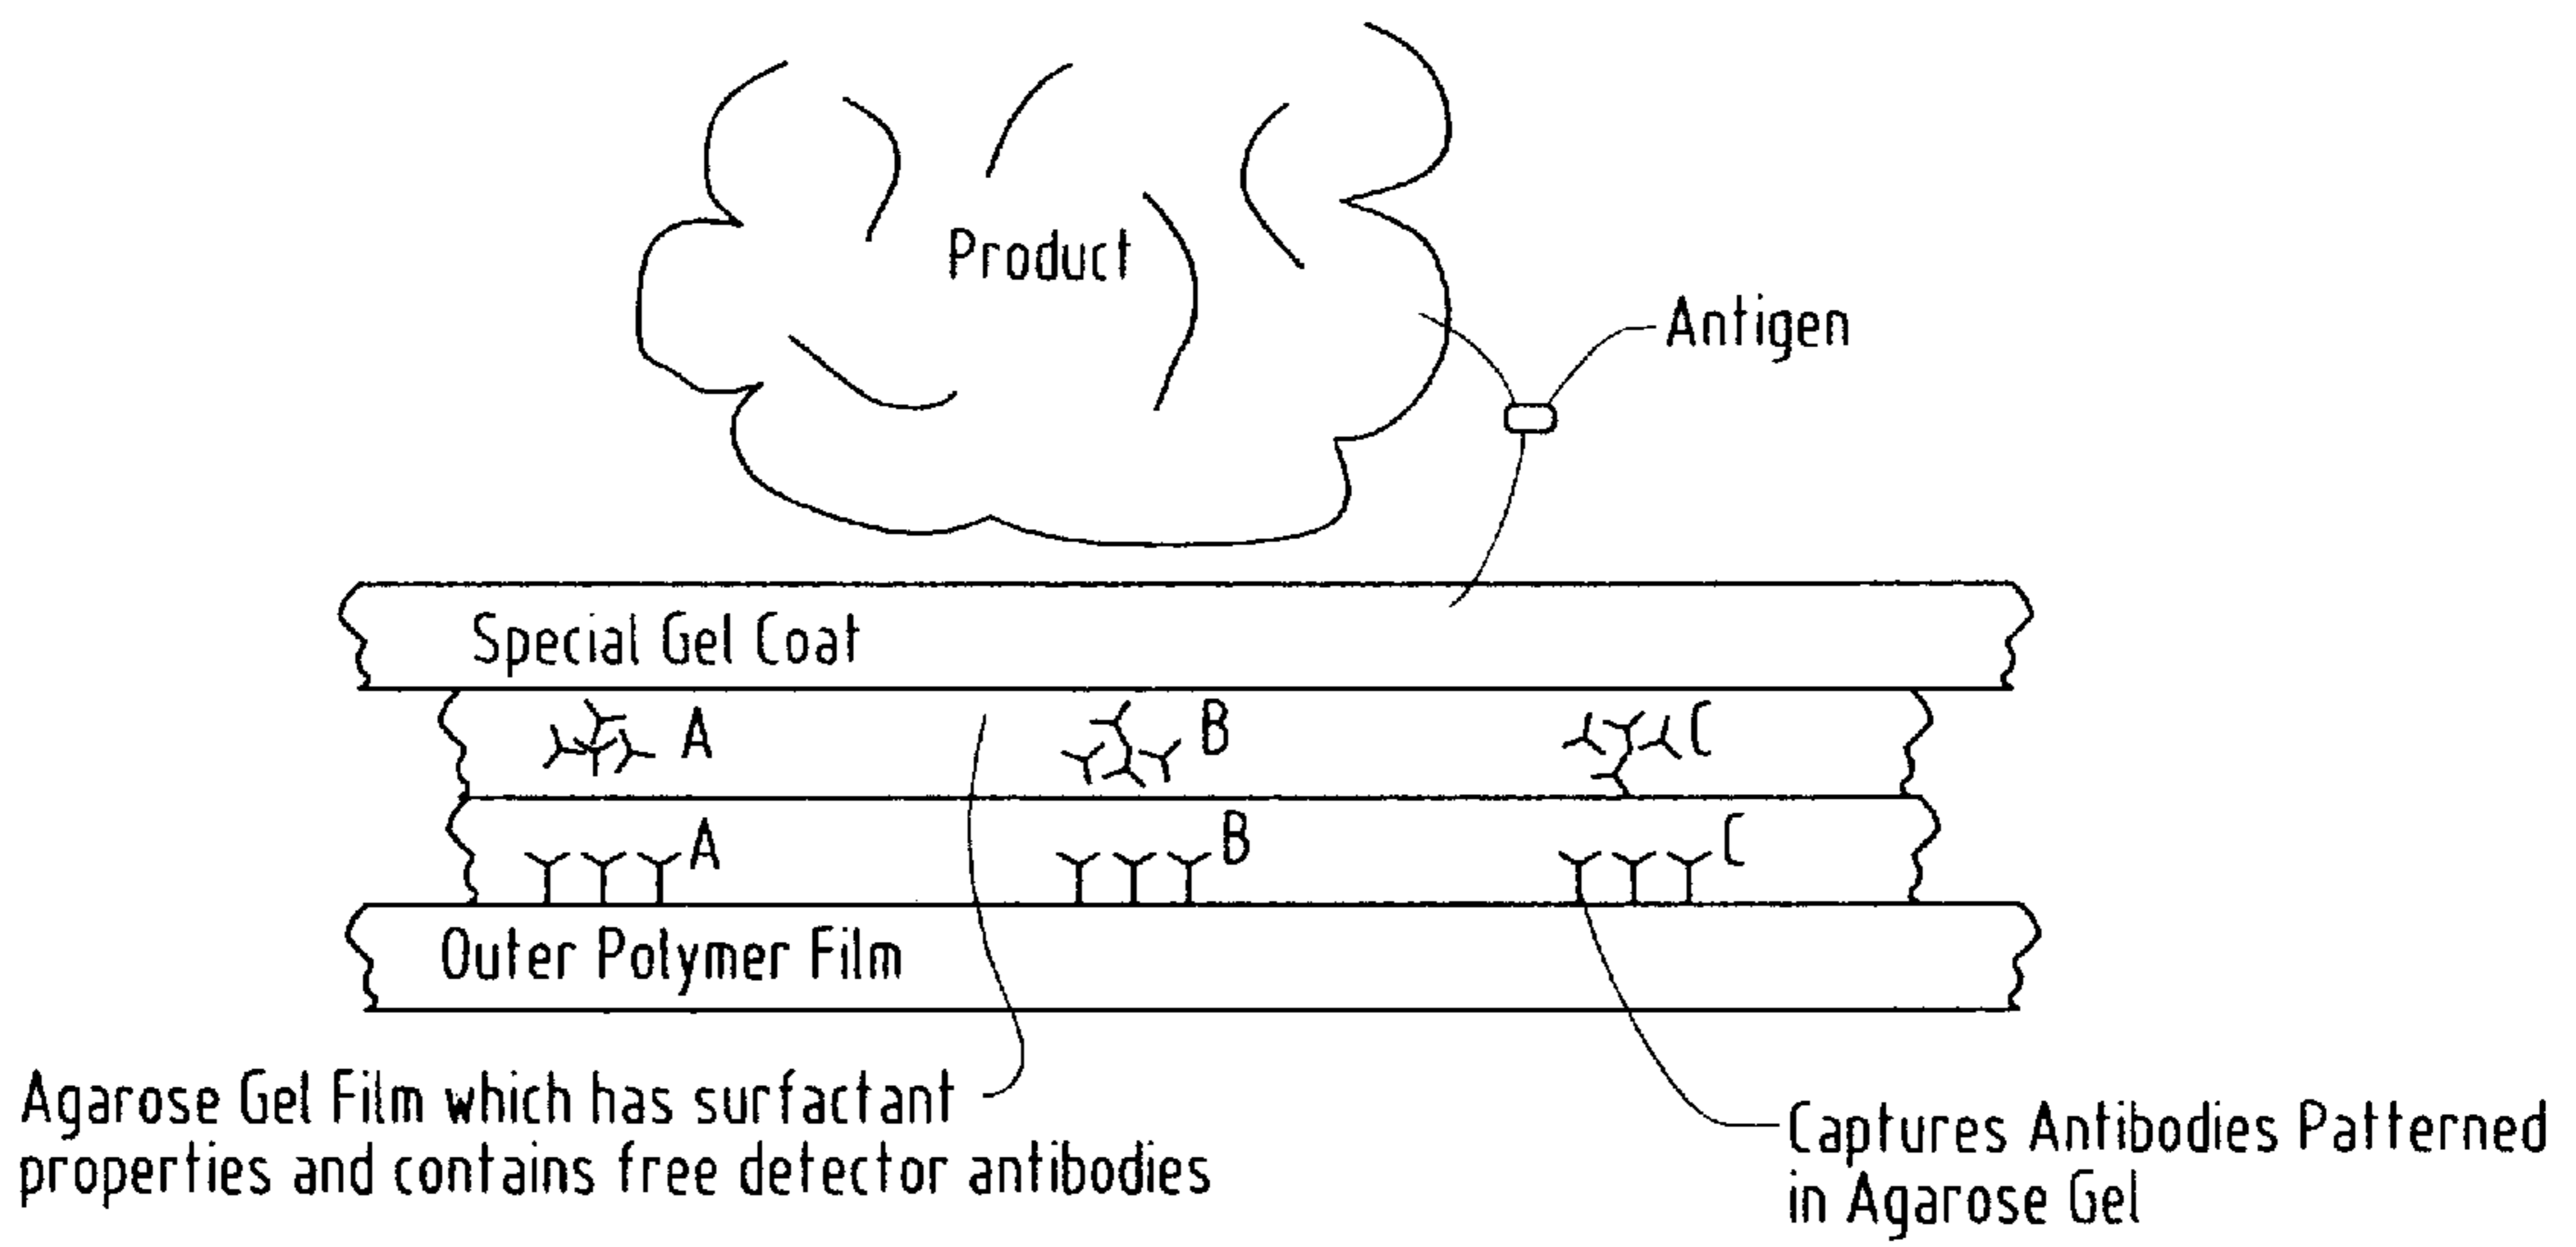 Product
Antigen
Special Gel Coat
A
B
C
A
B
C
Outer Polymer Film
Agarose Gel Film which has surfactant
properties and contains free detector antibodies
Captures Antibodies Patterned
in Agarose Gel